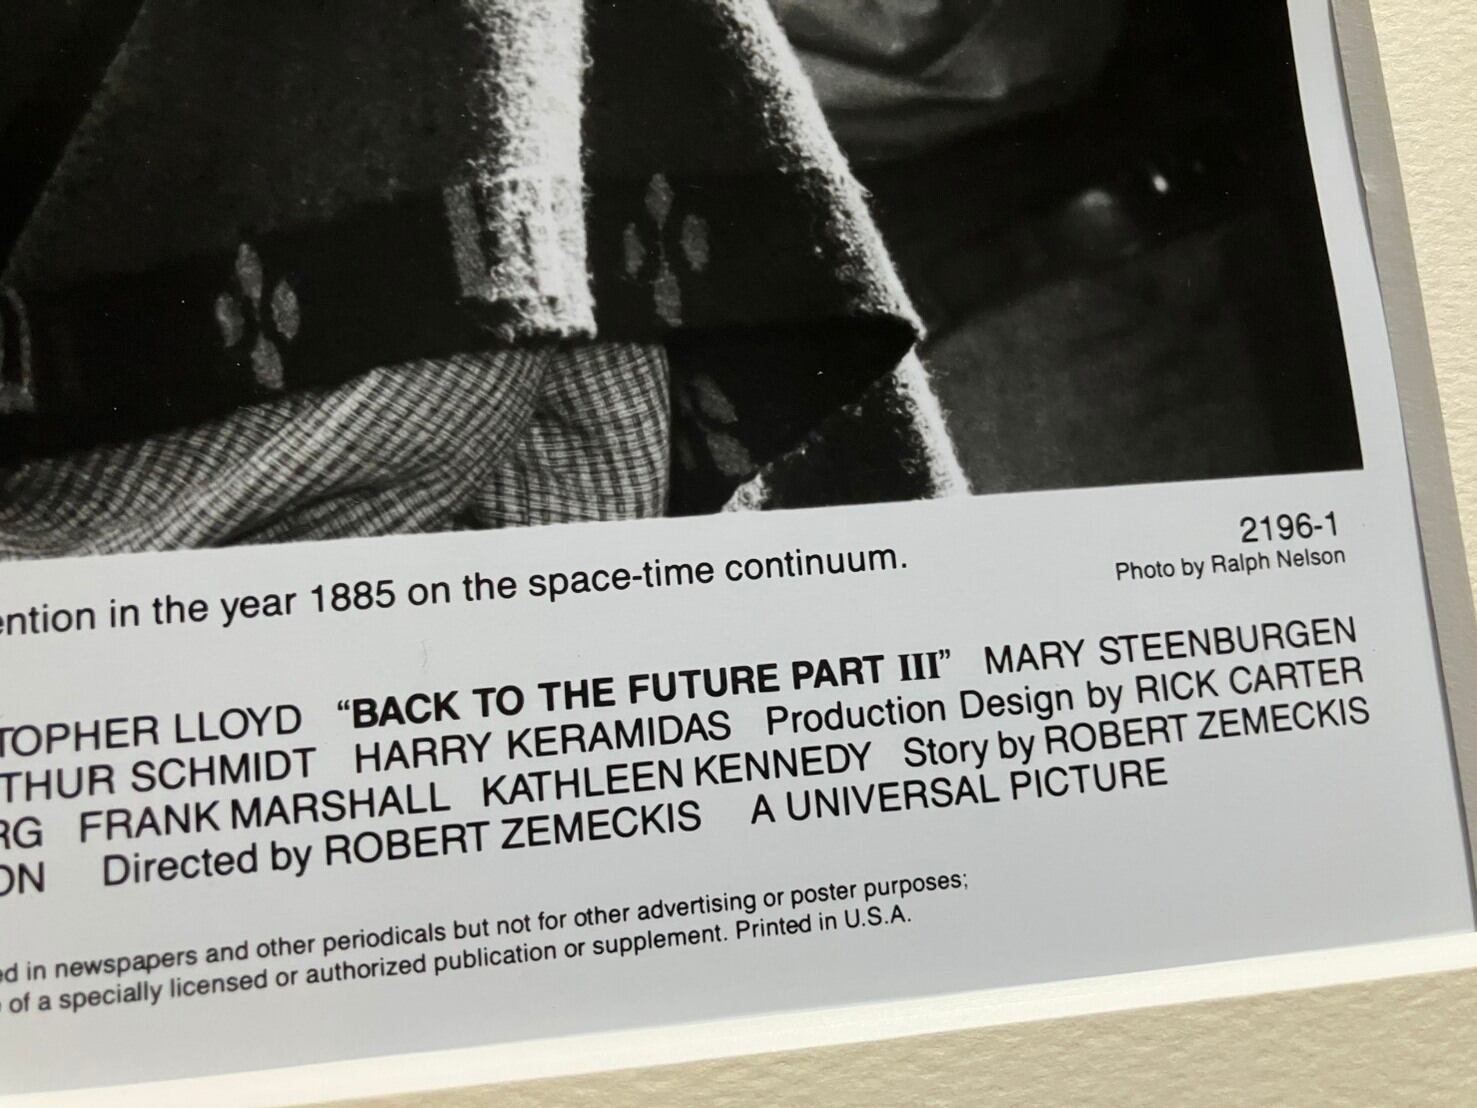 ention in the year 1885 on the space-time continuum.
2196-1
Photo by Ralph Nelson
TOPHER LLOYD “BACK TO THE FUTURE PART III” MARY STEENBURGEN
THUR SCHMIDT HARRY KERAMIDAS Production Design by RICK CARTER
RG FRANK MARSHALL KATHLEEN KENNEDY Story by ROBERT ZEMECKIS
ON Directed by ROBERT ZEMECKIS A UNIVERSAL PICTURE
ed in newspapers and other periodicals but not for other advertising or poster purposes;
of a specially licensed or authorized publication or supplement. Printed in U.S.A.